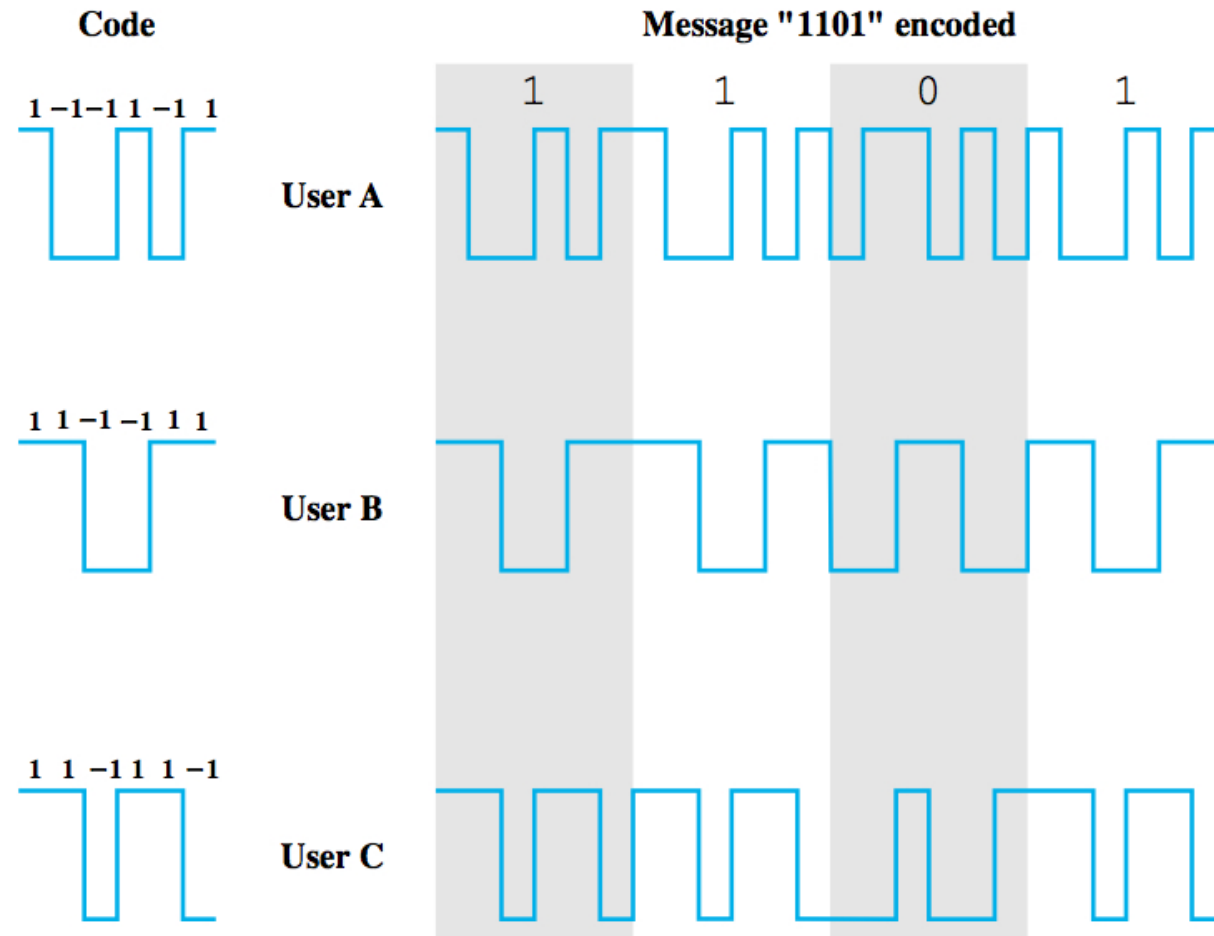 Code Message "1101" encoded
1 1 0 1
1 −1−1 1 −1 1
User A
1 1 −1 −1 1 1
User B
1 1 −1 1 1 −1
User C